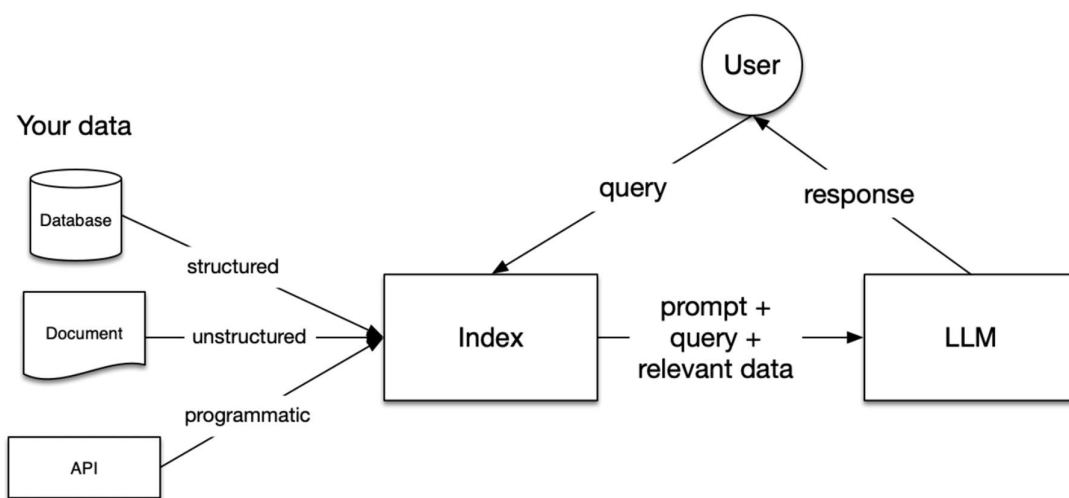 User
Your data
query
response
Database
structured
Document
unstructured
Index
prompt +
query +
relevant data
LLM
programmatic
API